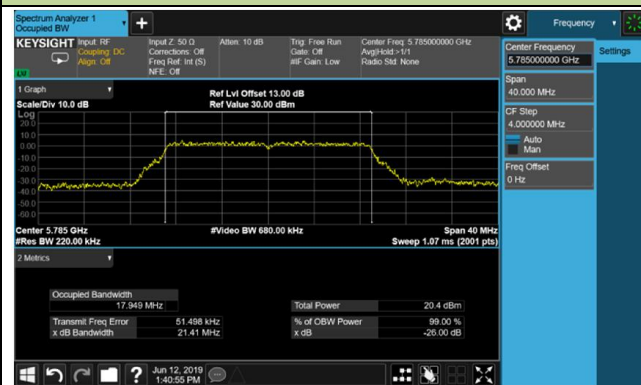 Spectrum Analyzer 1
Occupied BW
+
Frequency
KEYSIGHT Input: RF
Coupling: DC
Align: Off
Input Z: 50 Ω
Corrections: Off
Freq Ref: Int (S)
NFE: Off
Atten: 10 dB
Trig: Free Run
Gate: Off
#IF Gain: Low
Center Freq: 5.785000000 GHz
Avg|Hold:>1/1
Radio Std: None
LXI
Center Frequency
5.785000000 GHz
Settings
Span
40.000 MHz
CF Step
4.000000 MHz
Auto
Man
Freq Offset
0 Hz
1 Graph
Scale/Div 10.0 dB
Ref Lvl Offset 13.00 dB
Ref Value 30.00 dBm
Log
20.0
10.0
0.00
-10.0
-20.0
-30.0
-40.0
-50.0
-60.0
Center 5.785 GHz
#Res BW 220.00 kHz
#Video BW 680.00 kHz
Span 40 MHz
Sweep 1.07 ms (2001 pts)
2 Metrics
Occupied Bandwidth
17.949 MHz
Total Power 20.4 dBm
Transmit Freq Error 51.498 kHz
% of OBW Power 99.00 %
x dB Bandwidth 21.41 MHz
x dB -26.00 dB
?
Jun 12, 2019
1:40:55 PM